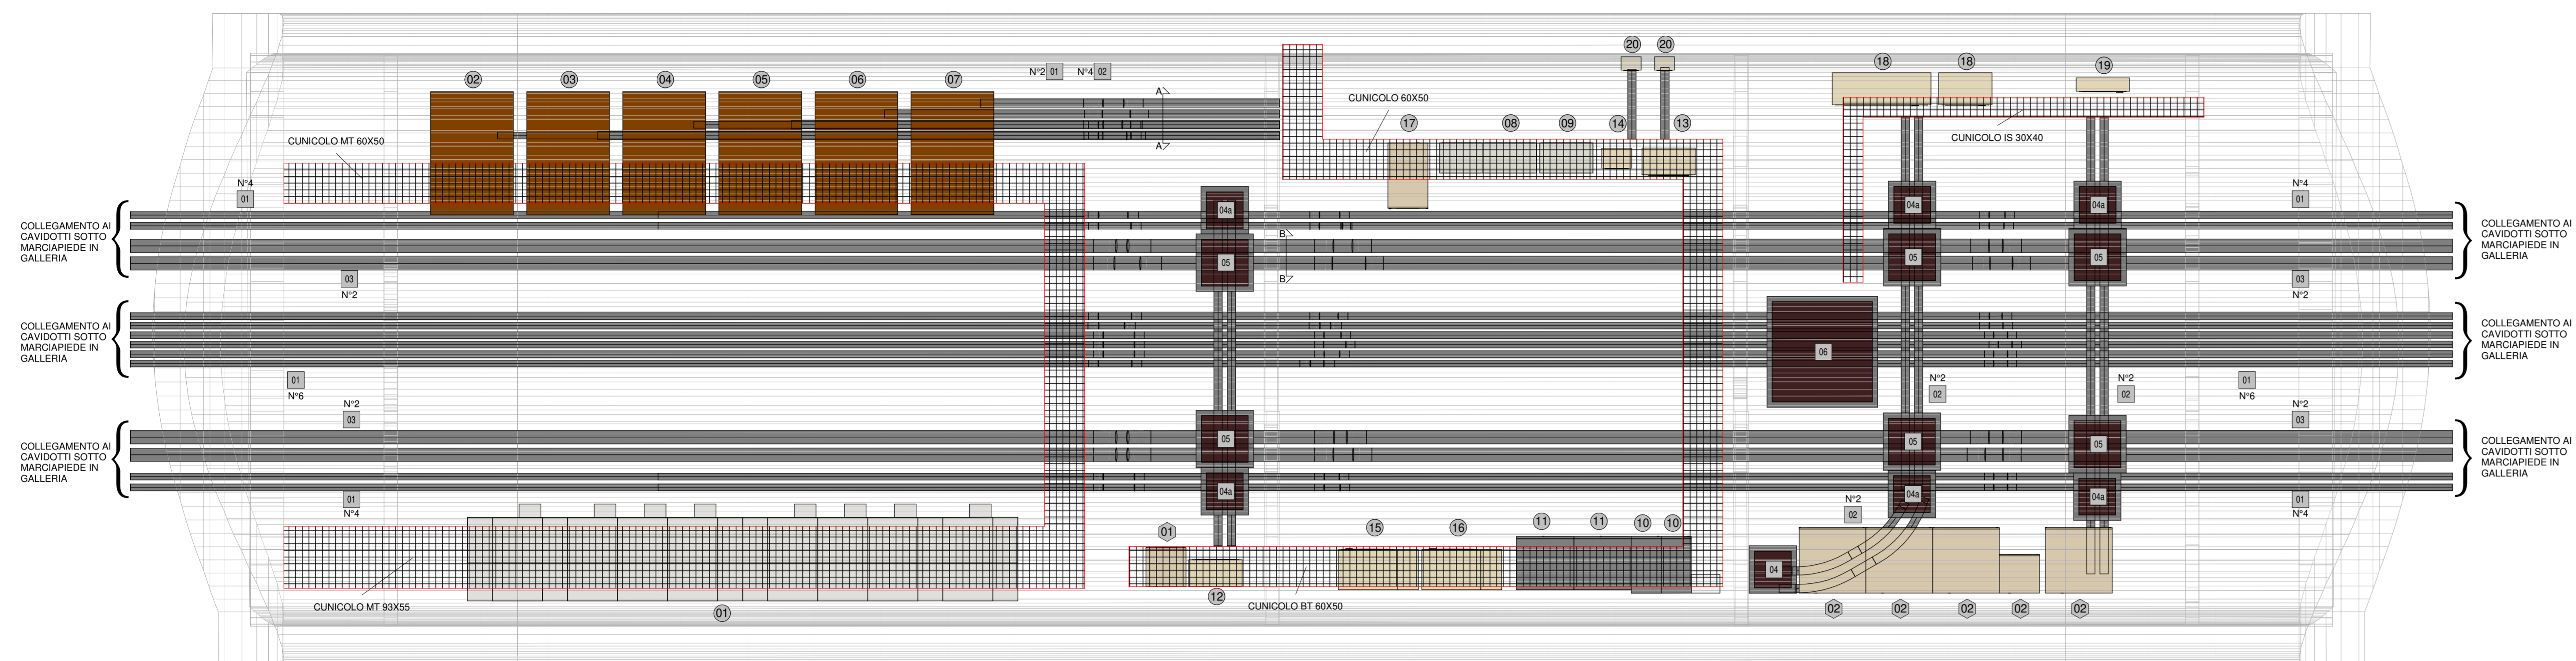 20
20
18
18
19
02
03
04
05
06
07
N°2 01 N°4 02
A
A
CUNICOLO 60X50
17
08
09
14
13
CUNICOLO IS 30X40
CUNICOLO MT 60X50
N°4
01
N°4
01
COLLEGAMENTO AI
CAVIDOTTI SOTTO
MARCIAPIEDE IN
GALLERIA
04a
05
B
B
04a
05
04a
05
COLLEGAMENTO AI
CAVIDOTTI SOTTO
MARCIAPIEDE IN
GALLERIA
03
N°2
03
N°2
COLLEGAMENTO AI
CAVIDOTTI SOTTO
MARCIAPIEDE IN
GALLERIA
06
COLLEGAMENTO AI
CAVIDOTTI SOTTO
MARCIAPIEDE IN
GALLERIA
01
N°6
N°2
02
N°2
02
01
N°6
N°2
03
N°2
03
COLLEGAMENTO AI
CAVIDOTTI SOTTO
MARCIAPIEDE IN
GALLERIA
05
04a
05
04a
05
04a
COLLEGAMENTO AI
CAVIDOTTI SOTTO
MARCIAPIEDE IN
GALLERIA
01
N°4
N°2
02
01
N°4
01
15
16
11
11
10
10
04
12
CUNICOLO MT 93X55
01
CUNICOLO BT 60X50
02
02
02
02
02